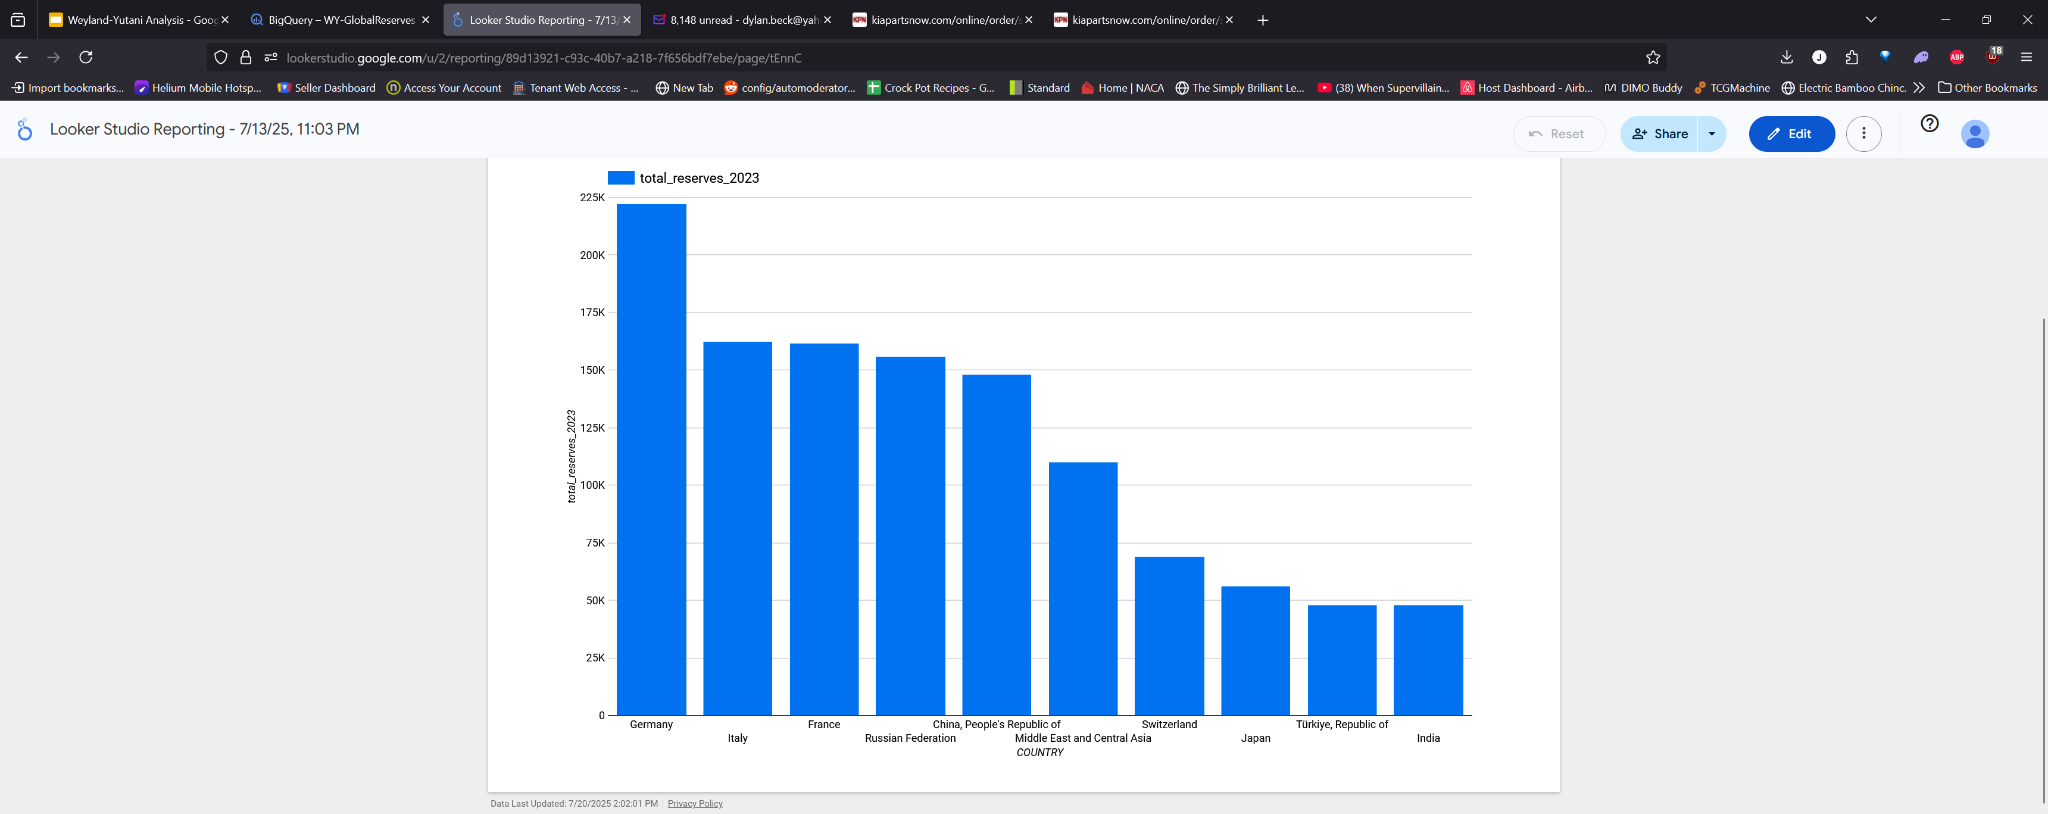 Weyland-Yutani Analysis - Goo
BigQuery – WY-GlobalReserves
Looker Studio Reporting - 7/13/
8,148 unread - dylan.beck@yah
KPN kiapartsnow.com/online/order/
KPN kiapartsnow.com/online/order/
lookerstudio.google.com/u/2/reporting/89d13921-c93c-40b7-a218-7f656bdf7ebe/page/tEnnC
J
ABP
18
Import bookmarks...
Helium Mobile Hotsp...
Seller Dashboard
Access Your Account
Tenant Web Access - ...
New Tab
config/automoderator...
Crock Pot Recipes - G...
Standard
Home | NACA
The Simply Brilliant Le...
(38) When Supervillain...
Host Dashboard - Airb...
DIMO Buddy
TCGMachine
Electric Bamboo Chinc.
Other Bookmarks
Looker Studio Reporting - 7/13/25, 11:03 PM
Reset
Share
Edit
total_reserves_2023
225K
200K
175K
150K
125K
100K
75K
50K
25K
0
total_reserves_2023
Germany
Italy
France
Russian Federation
China, People's Republic of
Middle East and Central Asia
Switzerland
Japan
Türkiye, Republic of
India
COUNTRY
Data Last Updated: 7/20/2025 2:02:01 PM
Privacy Policy